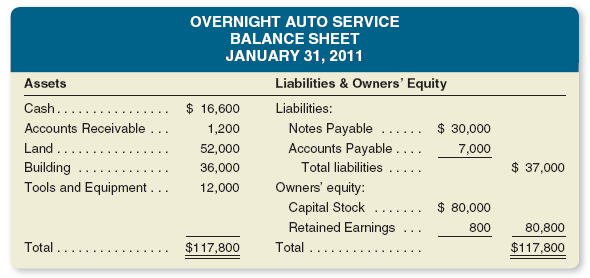 OVERNIGHT AUTO SERVICE
BALANCE SHEET
JANUARY 31, 2011
Assets Liabilities & Owners' Equity
Cash . . . . . . . . . . . . . . . . $ 16,600 Liabilities:
Accounts Receivable . . . 1,200 Notes Payable . . . . . . $ 30,000
Land . . . . . . . . . . . . . . . . 52,000 Accounts Payable . . . . 7,000
Building . . . . . . . . . . . . . 36,000 Total liabilities . . . . . $ 37,000
Tools and Equipment . . . 12,000 Owners' equity:
Capital Stock . . . . . . . $ 80,000
Retained Earnings . . . 800 80,800
Total . . . . . . . . . . . . . . . . $117,800 Total . . . . . . . . . . . . . . . . $117,800